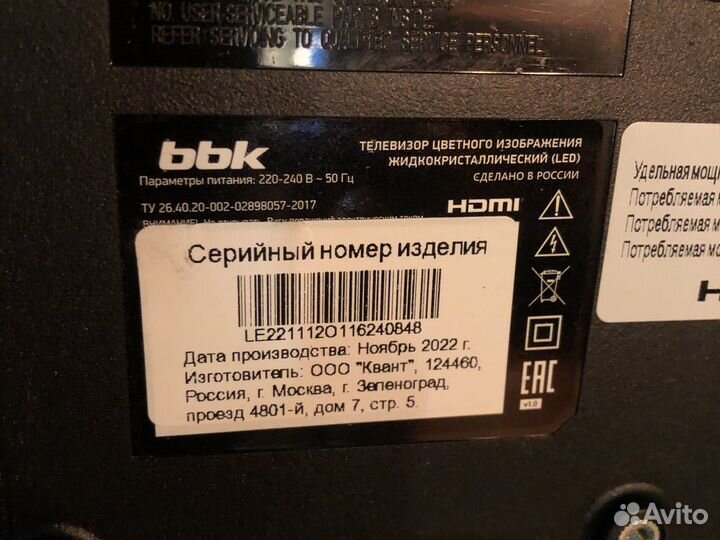 NO USER-SERVICEABLE PARTS INSIDE.
REFER SERVICING TO QUALIFIED SERVICE PERSONNEL.
bbk
ТЕЛЕВИЗОР ЦВЕТНОГО ИЗОБРАЖЕНИЯ
ЖИДКОКРИСТАЛЛИЧЕСКИЙ (LED)
СДЕЛАНО В РОССИИ
Параметры питания: 220-240 В ~ 50 Гц
ТУ 26.40.20-002-02898057-2017
HDMI
Серийный номер изделия
LE221112O116240848
Дата производства: Ноябрь 2022 г.
Изготовитель: ООО "Квант", 124460,
Россия, г. Москва, г. Зеленоград,
проезд 4801-й, дом 7, стр. 5.
EAC
v1.0
Удельная
Потребляемая
Потребляемая
Потребляемая
Avito